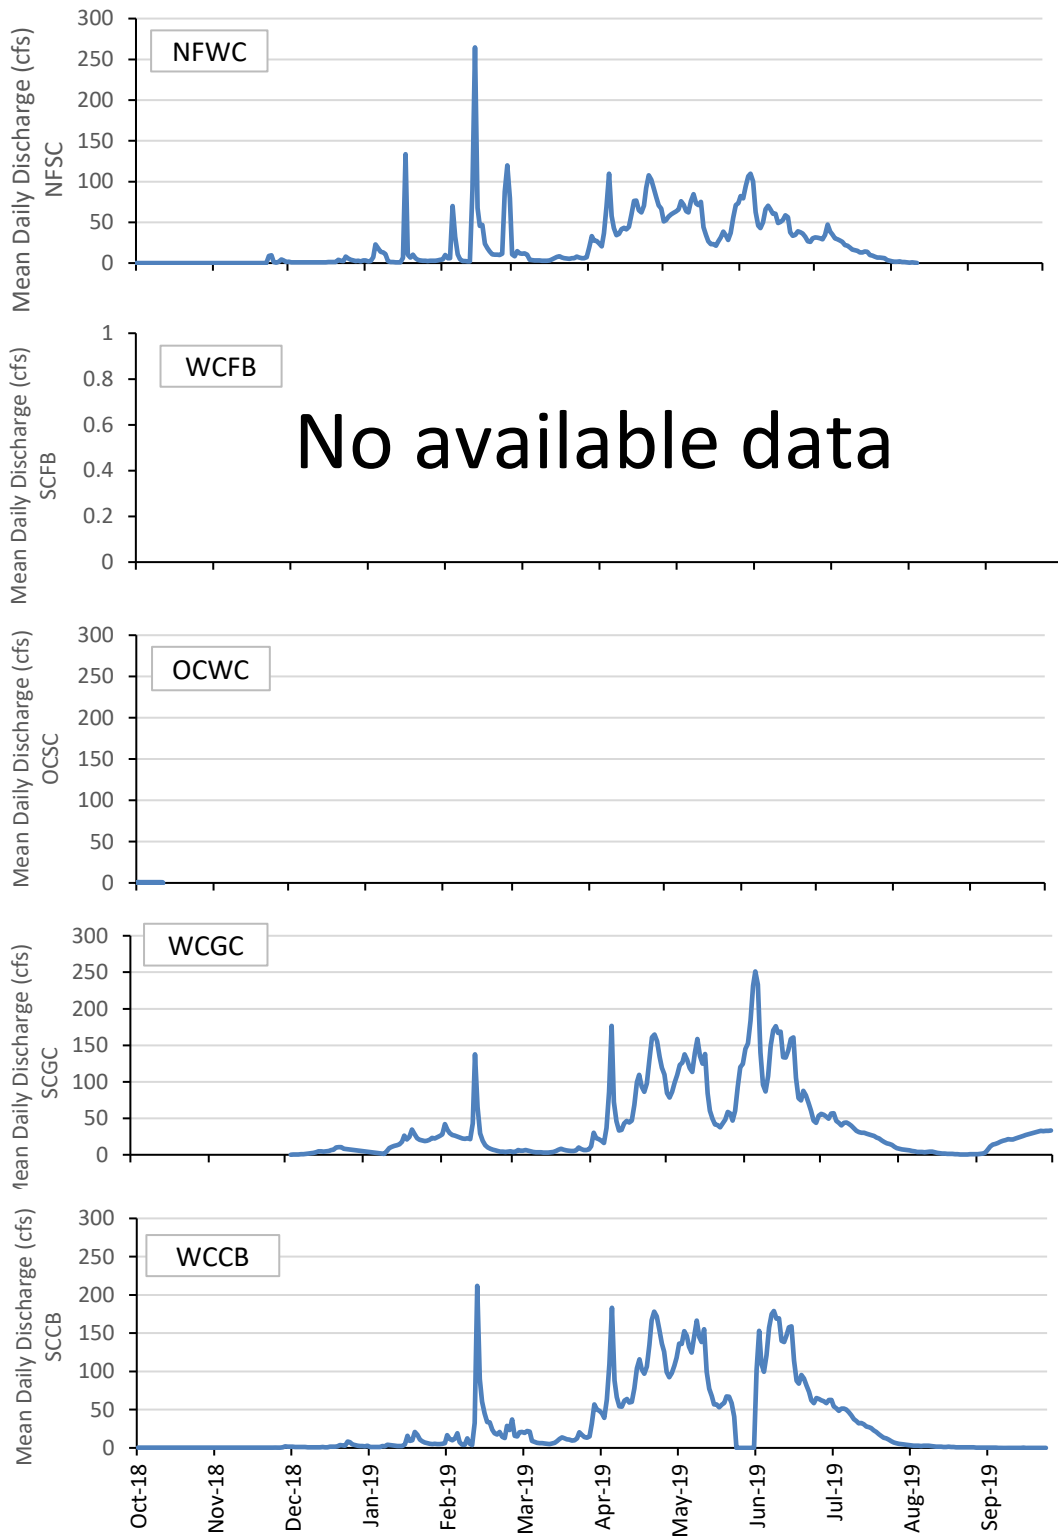 Mean Daily Discharge (cfs)
NFSC
300
250
200
150
100
50
0
NFWC
Mean Daily Discharge (cfs)
SCFB
1
0.8
0.6
0.4
0.2
0
WCFB
No available data
Mean Daily Discharge (cfs)
OCSC
300
250
200
150
100
50
0
OCWC
Mean Daily Discharge (cfs)
SCGC
300
250
200
150
100
50
0
WCGC
Mean Daily Discharge (cfs)
SCCB
300
250
200
150
100
50
0
WCCB
Oct-18
Nov-18
Dec-18
Jan-19
Feb-19
Mar-19
Apr-19
May-19
Jun-19
Jul-19
Aug-19
Sep-19